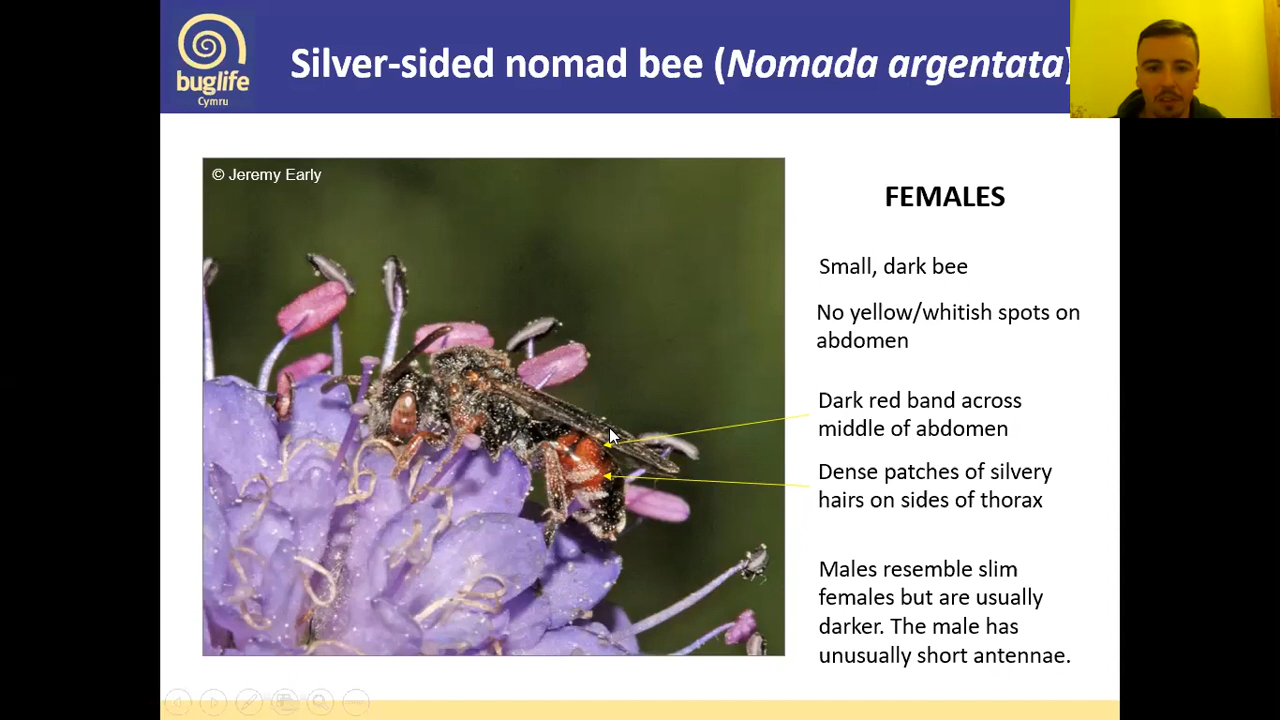 buglife
Cymru
Silver-sided nomad bee (Nomada argentata)
© Jeremy Early
FEMALES
Small, dark bee
No yellow/whitish spots on
abdomen
Dark red band across
middle of abdomen
Dense patches of silvery
hairs on sides of thorax
Males resemble slim
females but are usually
darker. The male has
unusually short antennae.